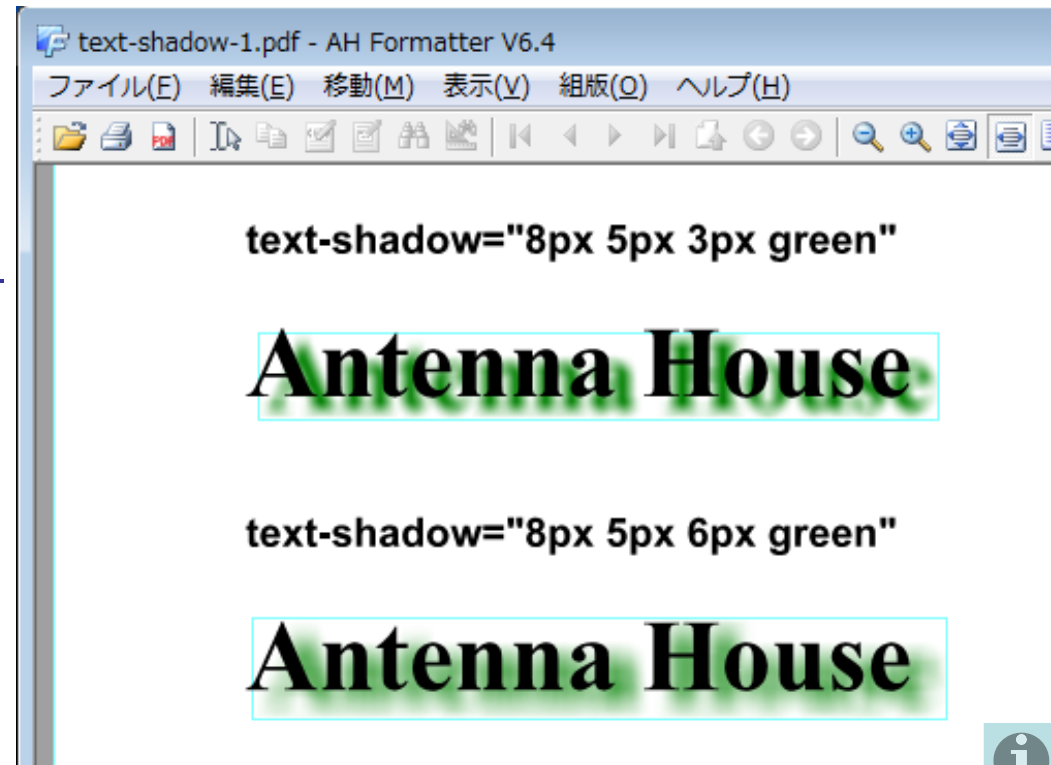 text-shadow-1.pdf - AH Formatter V6.4
ファイル(F) 編集(E) 移動(M) 表示(V) 組版(O) ヘルプ(H)
PDF
text-shadow="8px 5px 3px green"
Antenna House
text-shadow="8px 5px 6px green"
Antenna House